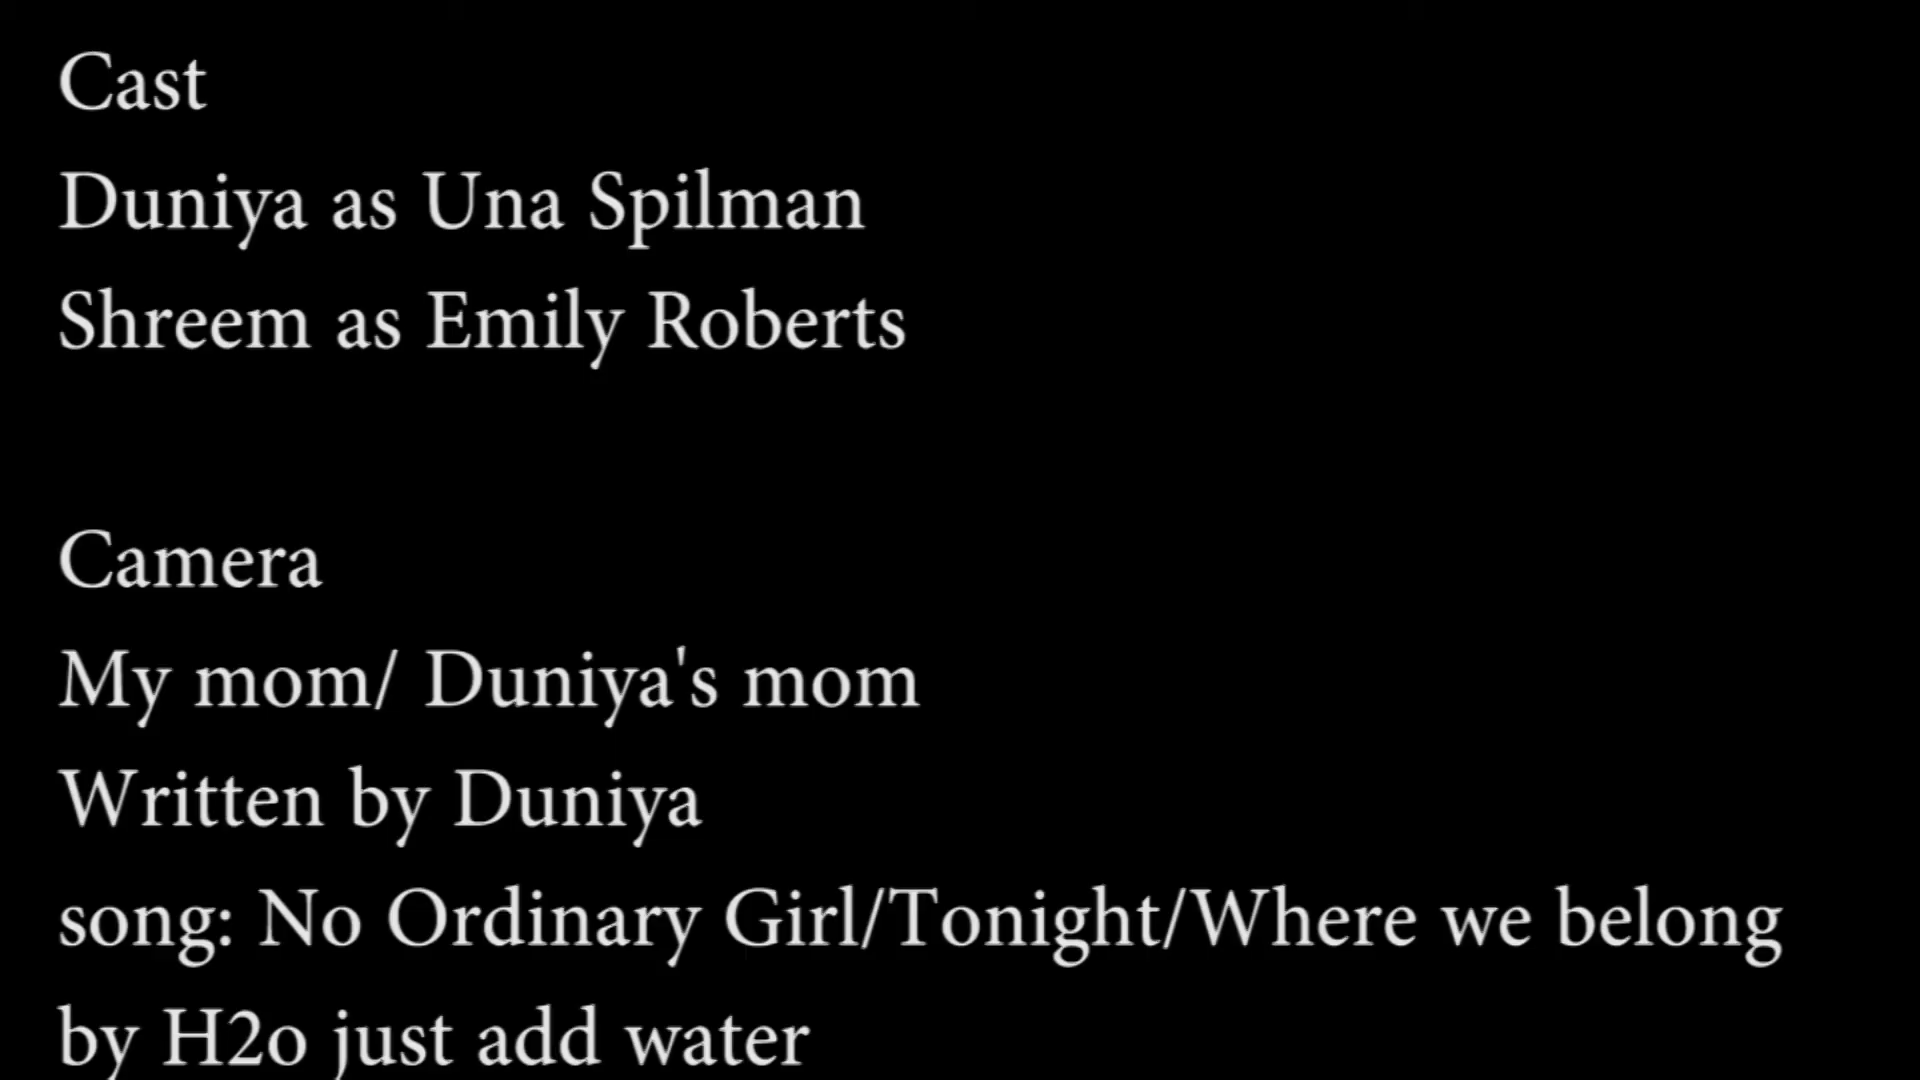 Cast
Duniya as Una Spilman
Shreem as Emily Roberts
Camera
My mom/ Duniya's mom
Written by Duniya
song: No Ordinary Girl/Tonight/Where we belong
by H2o just add water